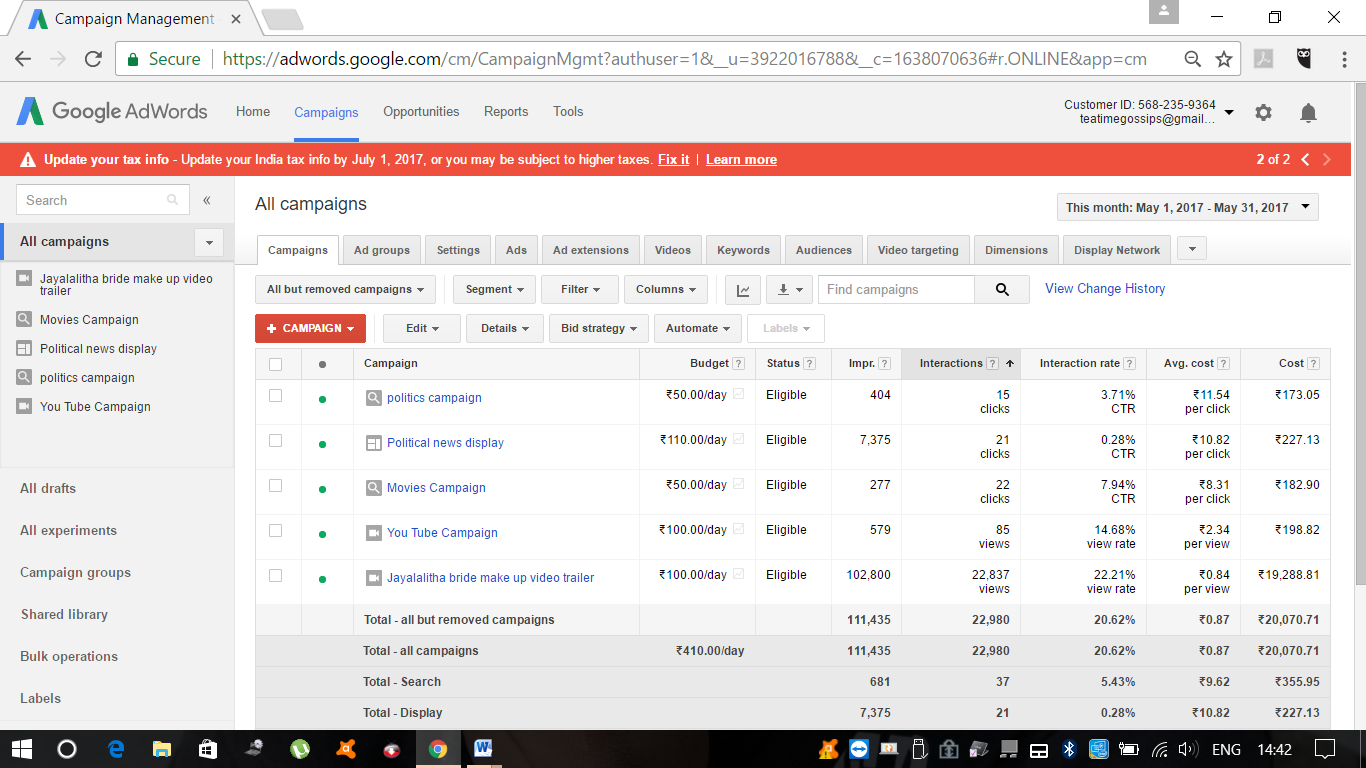 Campaign Management
Secure https://adwords.google.com/cm/CampaignMgmt?authuser=1&__u=3922016788&__c=1638070636#r.ONLINE&app=cm
Google AdWords Home Campaigns Opportunities Reports Tools
Customer ID: 568-235-9364
teatimegossips@gmail...
Update your tax info - Update your India tax info by July 1, 2017, or you may be subject to higher taxes. Fix it | Learn more 2 of 2
Search «
All campaigns
Jayalalitha bride make up video
trailer
Movies Campaign
Political news display
politics campaign
You Tube Campaign
All drafts
All experiments
Campaign groups
Shared library
Bulk operations
Labels
All campaigns
This month: May 1, 2017 - May 31, 2017
Campaigns Ad groups Settings Ads Ad extensions Videos Keywords Audiences Video targeting Dimensions Display Network
All but removed campaigns Segment Filter Columns Find campaigns View Change History
+ CAMPAIGN Edit Details Bid strategy Automate Labels
Campaign Budget ? Status ? Impr. ? Interactions ? Interaction rate ? Avg. cost ? Cost ?
politics campaign ₹50.00/day Eligible 404 15 3.71% ₹11.54 ₹173.05
clicks CTR per click
Political news display ₹110.00/day Eligible 7,375 21 0.28% ₹10.82 ₹227.13
clicks CTR per click
Movies Campaign ₹50.00/day Eligible 277 22 7.94% ₹8.31 ₹182.90
clicks CTR per click
You Tube Campaign ₹100.00/day Eligible 579 85 14.68% ₹2.34 ₹198.82
views view rate per view
Jayalalitha bride make up video trailer ₹100.00/day Eligible 102,800 22,837 22.21% ₹0.84 ₹19,288.81
views view rate per view
Total - all but removed campaigns 111,435 22,980 20.62% ₹0.87 ₹20,070.71
Total - all campaigns ₹410.00/day 111,435 22,980 20.62% ₹0.87 ₹20,070.71
Total - Search 681 37 5.43% ₹9.62 ₹355.95
Total - Display 7,375 21 0.28% ₹10.82 ₹227.13
ENG 14:42